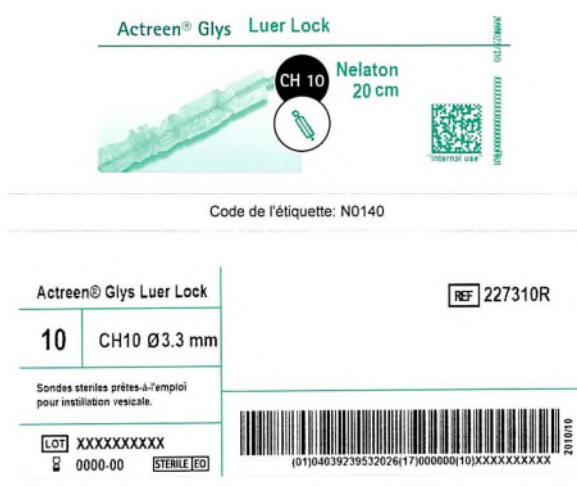 Actreen® Glys Luer Lock
CH 10
Nelaton
20 cm
"Internal use"
Code de l'étiquette: N0140
Actreen® Glys Luer Lock
REF 227310R
10
CH10 Ø3.3 mm
Sondes steriles prêtes-à-l'emploi
pour instillation vesicale.
LOT XXXXXXXXXX
0000-00 STERILE EO
(01)04039239532026(17)000000(10)XXXXXXXXXX
2010/10